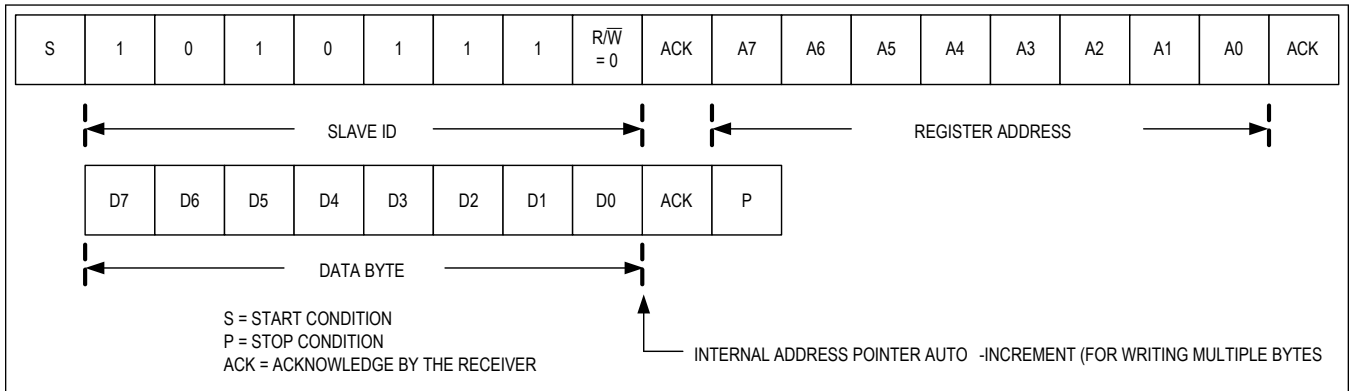 S 1 0 1 0 1 1 1 R/W̅ = 0 ACK A7 A6 A5 A4 A3 A2 A1 A0 ACK
SLAVE ID REGISTER ADDRESS
D7 D6 D5 D4 D3 D2 D1 D0 ACK P
DATA BYTE
S = START CONDITION
P = STOP CONDITION
ACK = ACKNOWLEDGE BY THE RECEIVER
INTERNAL ADDRESS POINTER AUTO -INCREMENT (FOR WRITING MULTIPLE BYTES